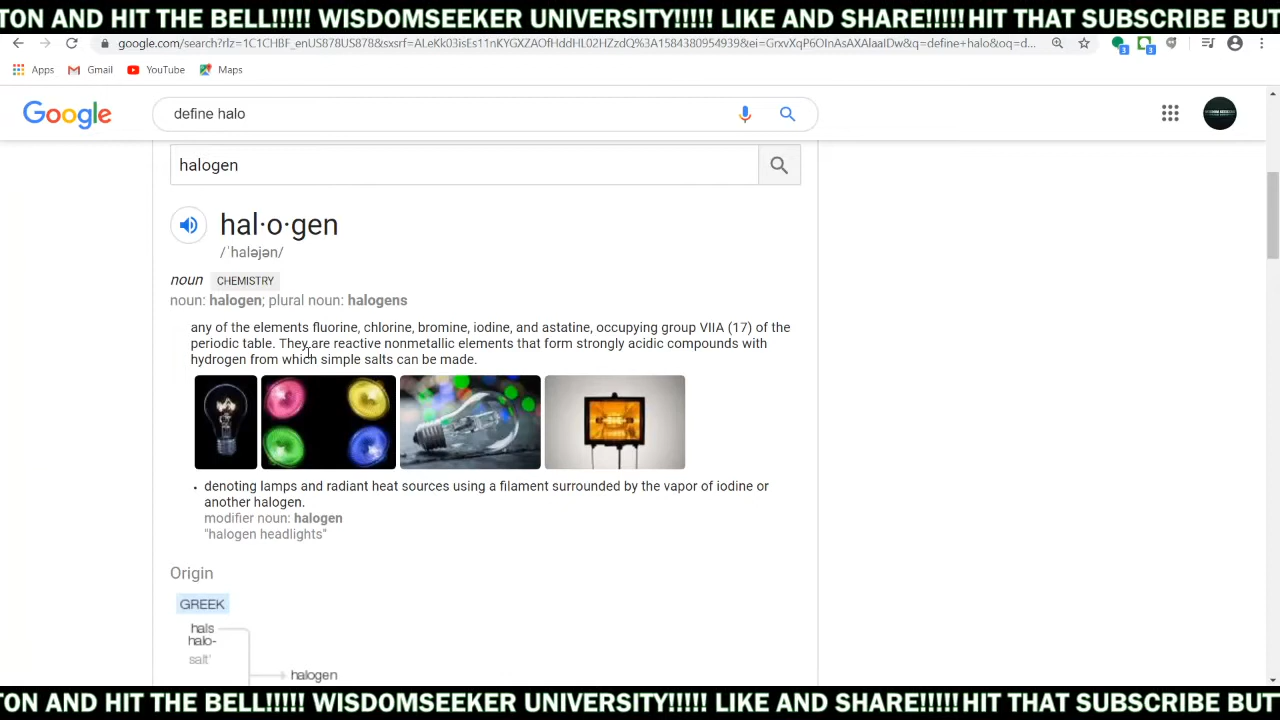 TON AND HIT THE BELL!!!!! WISDOMSEEKER UNIVERSITY!!!!! LIKE AND SHARE!!!!!HIT THAT SUBSCRIBE BUT
google.com/search?rlz=1C1CHBF_enUS878US878&sxsrf=ALeKk03isEs11nKYGXZAOfHddHL02HZzdQ%3A1584380954939&ei=GrxvXqP6OInAsAXAlaaIDw&q=define+halo&oq=d...
3
3
Apps Gmail YouTube Maps
Google
define halo
halogen
hal·o·gen
/ˈhaləjən/
noun CHEMISTRY
noun: halogen; plural noun: halogens
any of the elements fluorine, chlorine, bromine, iodine, and astatine, occupying group VIIA (17) of the
periodic table. They are reactive nonmetallic elements that form strongly acidic compounds with
hydrogen from which simple salts can be made.
• denoting lamps and radiant heat sources using a filament surrounded by the vapor of iodine or
another halogen.
modifier noun: halogen
"halogen headlights"
Origin
GREEK
hals
halo-
salt'
halogen
TON AND HIT THE BELL!!!!! WISDOMSEEKER UNIVERSITY!!!!! LIKE AND SHARE!!!!!HIT THAT SUBSCRIBE BUT